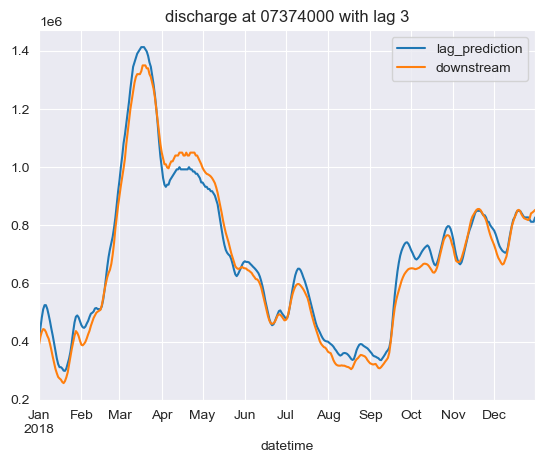 discharge at 07374000 with lag 3
1e6
lag_prediction
downstream
1.4
1.2
1.0
0.8
0.6
0.4
0.2
Jan Feb Mar Apr May Jun Jul Aug Sep Oct Nov Dec
2018
datetime